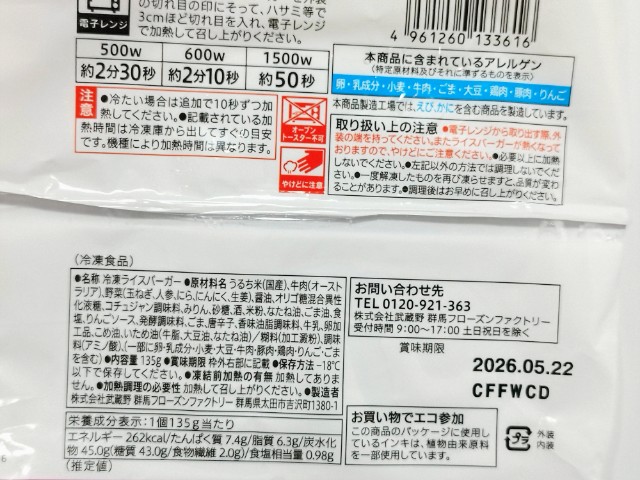 の切れ目の印にそって、ハサミ等で
3cmほど切れ目を入れ、電子レンジ
で加熱して召し上がりください。
電子レンジ
4 961260 133616
500w 600w 1500w
約2分30秒 約2分10秒 約50秒
注意
●冷たい場合は追加で10秒ずつ加
熱してください。●記載されている加
熱時間は冷凍庫から出してすぐの目安
です。機種により加熱時間は異なります。
オーブン
トースター不可
やけどに注意
本商品に含まれているアレルゲン
(特定原材料及びそれに準ずるものを表示)
卵・乳成分・小麦・牛肉・ごま・大豆・鶏肉・豚肉・りんご
本商品製造工場では、えび、かにを含む商品を製造しています。
取り扱い上の注意 ●電子レンジから取り出す際、外
装の端を持ってください。またライスバーガーが熱くなって
おりますので、やけどにご注意ください。●必要以上に加熱
しないでください。●左記以外の方法では調理しないでくだ
さい。●一度解凍したものを再び凍らせますと、品質が変わ
ることがあります。●調理後はお早めに召し上がりください。
(冷凍食品)
●名称 冷凍ライスバーガー ●原材料名 うるち米(国産)、牛肉(オースト
ラリア)、野菜(玉ねぎ、人参、にら、にんにく、生姜)、醤油、オリゴ糖混合異性
化液糖、コチュジャン調味料、みりん、砂糖、酒、米粉、なたね油、ごま油、食
塩、りんごソース、発酵調味料、ごま、唐辛子、香味油脂調味料、牛乳、卵加
工品、こめ油、いため油(牛脂、大豆油、なたね油)／糊料(加工澱粉)、調味
料(アミノ酸)、(一部に卵・乳成分・小麦・大豆・牛肉・豚肉・鶏肉・りんご・ごま
を含む) ●内容量 135g ●賞味期限 枠外右部に記載 ●保存方法 −18℃
以下で保存してください。●凍結前加熱の有無 加熱してありま
せん。●加熱調理の必要性 加熱して召し上がりください。●製造者
株式会社武蔵野 群馬フローズンファクトリー 群馬県太田市吉沢町1380-1
栄養成分表示:1個135g当たり
エネルギー 262kcal/たんぱく質 7.4g/脂質 6.3g/炭水化
物 45.0g(糖質 43.0g/食物繊維 2.0g)/食塩相当量 0.98g
(推定値)
お問い合わせ先
TEL 0120-921-363
株式会社武蔵野 群馬フローズンファクトリー
受付時間 9:00〜17:00 土日祝日を除く
賞味期限
2026.05.22
CFFWCD
お買い物でエコ参加
この商品のパッケージに使用して
いるインキは、植物由来原料
を一部使用しています。
プラ
外装
内装